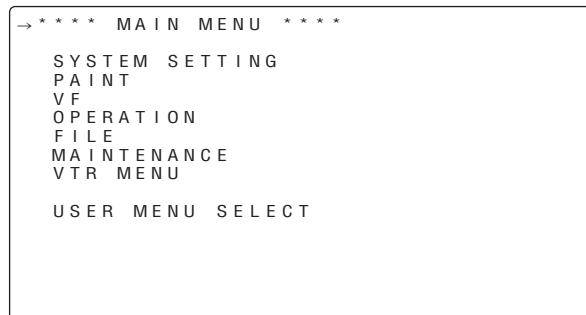 →**** MAIN MENU ****
SYSTEM SETTING
PAINT
VF
OPERATION
FILE
MAINTENANCE
VTR MENU
USER MENU SELECT